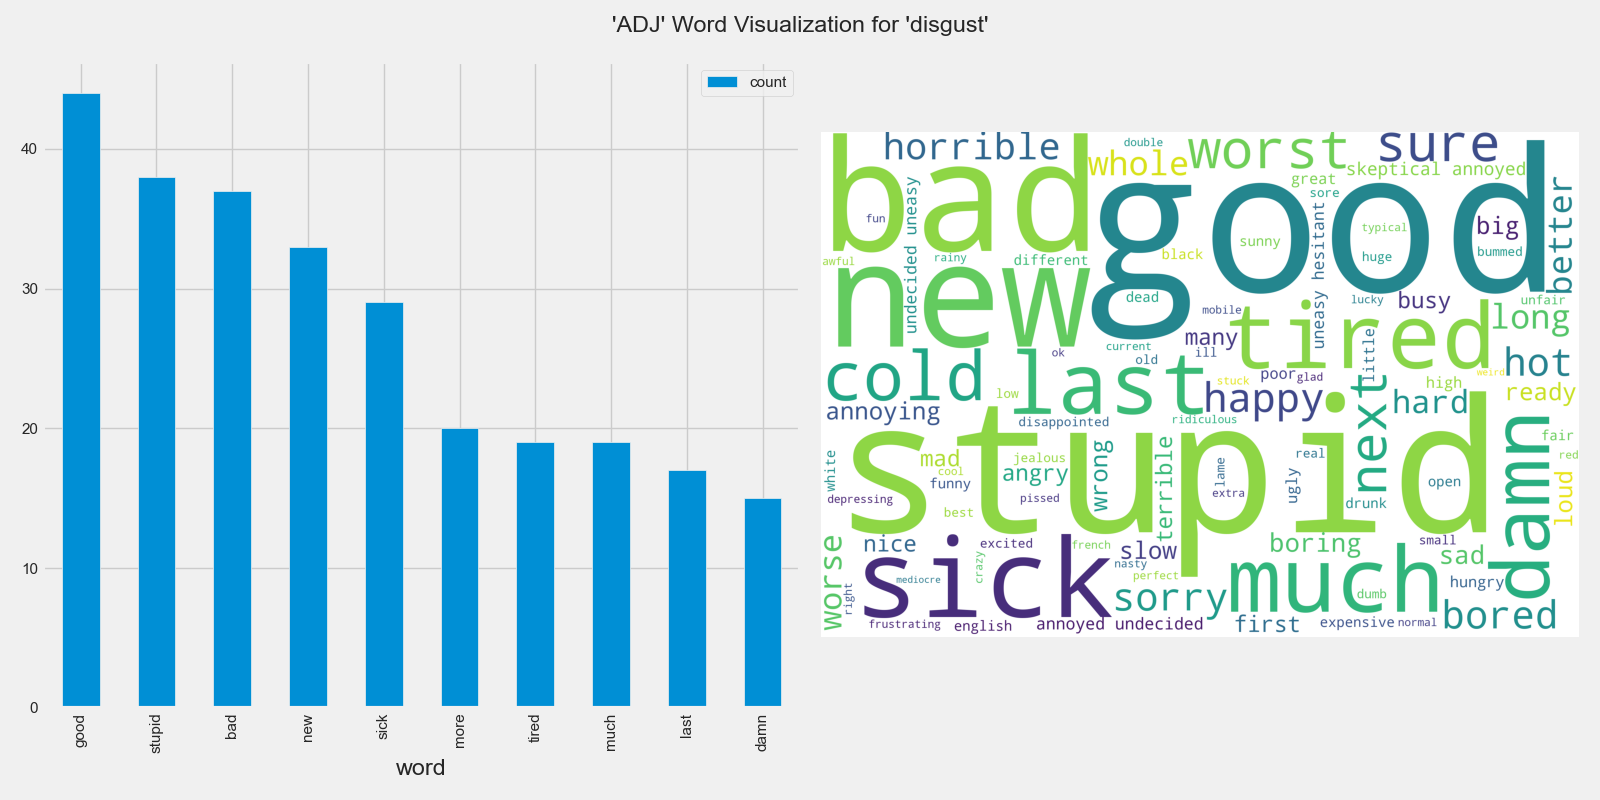 'ADJ' Word Visualization for 'disgust'
count
40
30
20
10
0
good
stupid
bad
new
sick
more
tired
much
last
damn
word
horrible
double
whole
worst
sure
skeptical annoyed
great
sore
bad
good
fun
undecided uneasy
sunny
uneasy hesitant
typical
big
better
awful
rainy
different
black
huge
bummed
new
dead
mobile
lucky
busy
unfair
long
many
tired
current
old
ill
ok
little
hot
cold
last
low
stuck
poor
glad
weird
high
ready
annoying
disappointed
ridiculous
happy
next
hard
stupid
damn
white
mad
cool
funny
jealous
angry
wrong
terrible
lame
real
ugly
extra
open
fair
red
loud
depressing
pissed
best
drunk
worse
nice
excited
french
slow
boring
small
sad
sick
mediocre
crazy
nasty
perfect
much
dumb
hungry
right
sorry
bored
frustrating
english
annoyed undecided
first
expensive
normal